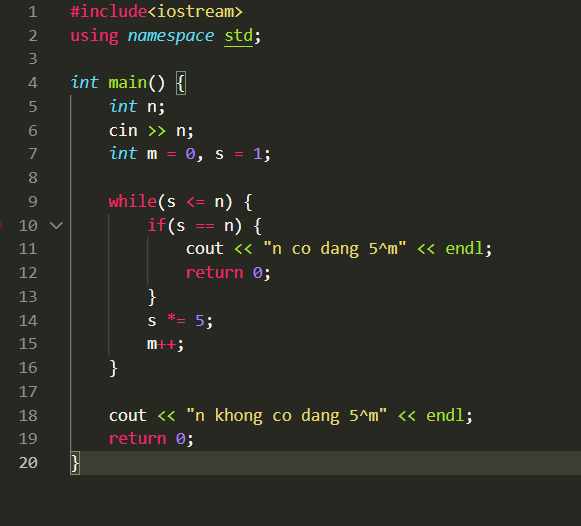 1 #include<iostream>
2 using namespace std;
3
4 int main() {
5     int n;
6     cin >> n;
7     int m = 0, s = 1;
8
9     while(s <= n) {
10         if(s == n) {
11             cout << "n co dang 5^m" << endl;
12             return 0;
13         }
14         s *= 5;
15         m++;
16     }
17
18     cout << "n khong co dang 5^m" << endl;
19     return 0;
20 }